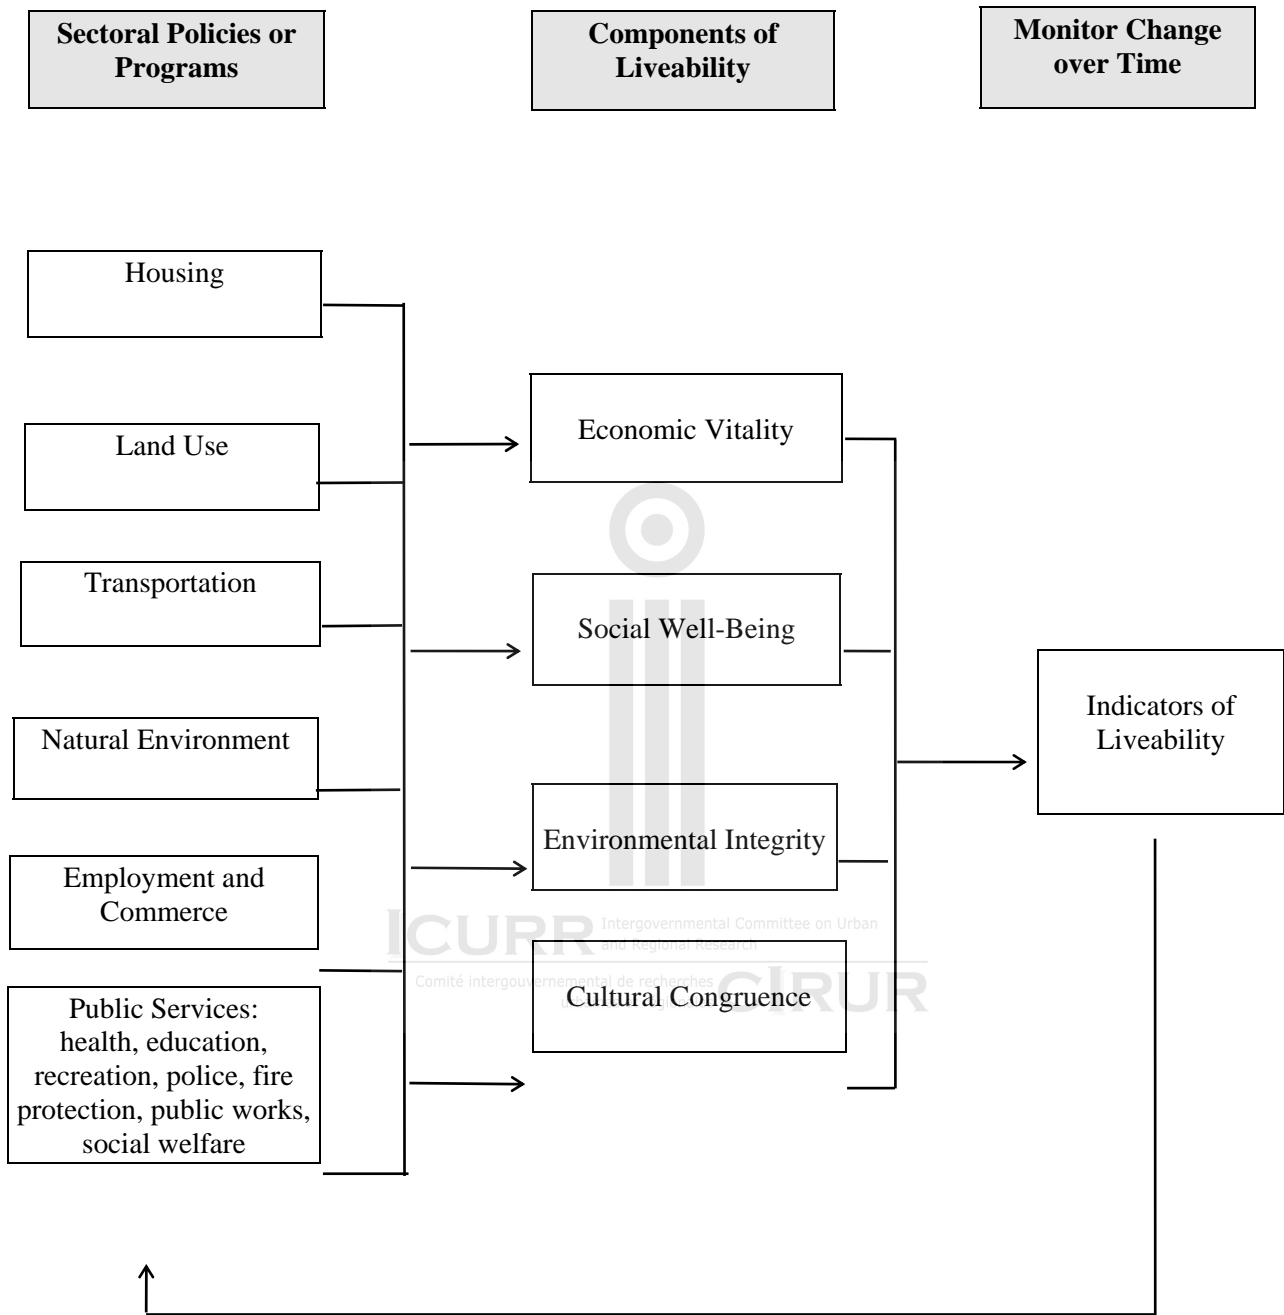 Sectoral Policies or
Programs
Components of
Liveability
Monitor Change
over Time
Housing
Land Use
Transportation
Natural Environment
Employment and
Commerce
Public Services:
health, education,
recreation, police, fire
protection, public works,
social welfare
Economic Vitality
Social Well-Being
Environmental Integrity
Cultural Congruence
Indicators of
Liveability
ICURR
Intergovernmental Committee on Urban
and Regional Research
Comité intergouvernemental de recherches
CIRUR